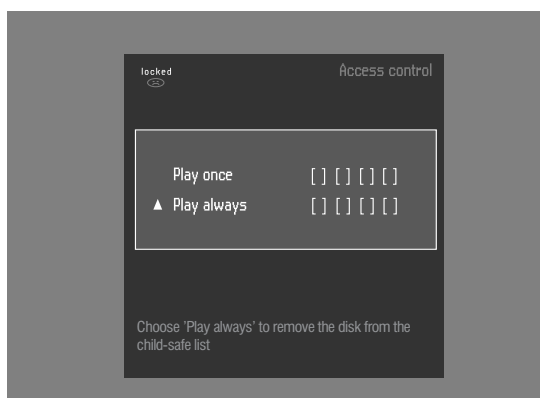 locked
Access control
Play once [ ] [ ] [ ] [ ]
▲ Play always [ ] [ ] [ ] [ ]
Choose 'Play always' to remove the disk from the
child-safe list